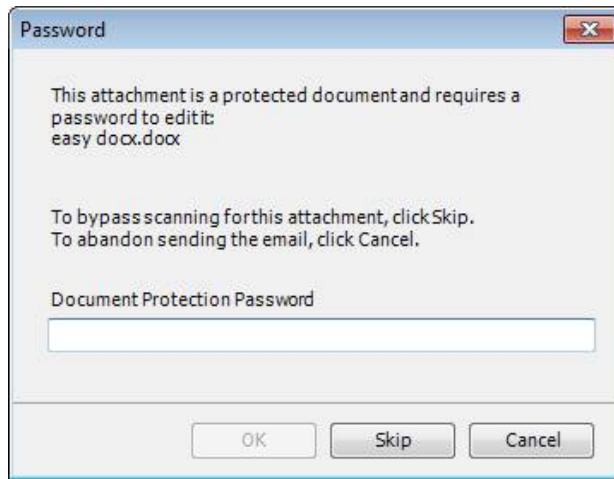 Password
This attachment is a protected document and requires a
password to edit it:
easy docx.docx
To bypass scanning for this attachment, click Skip.
To abandon sending the email, click Cancel.
Document Protection Password
OK
Skip
Cancel